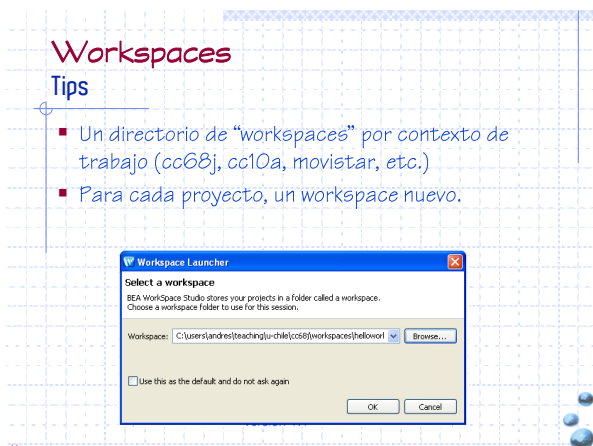 Workspaces
Tips
Un directorio de “workspaces” por contexto de
trabajo (cc68j, cc10a, movistar, etc.)
Para cada proyecto, un workspace nuevo.
Workspace Launcher
Select a workspace
BEA WorkSpace Studio stores your projects in a folder called a workspace.
Choose a workspace folder to use for this session.
Workspace: C:\users\andres\teaching\u-chile\cc68j\workspaces\helloworl Browse...
Use this as the default and do not ask again
OK Cancel